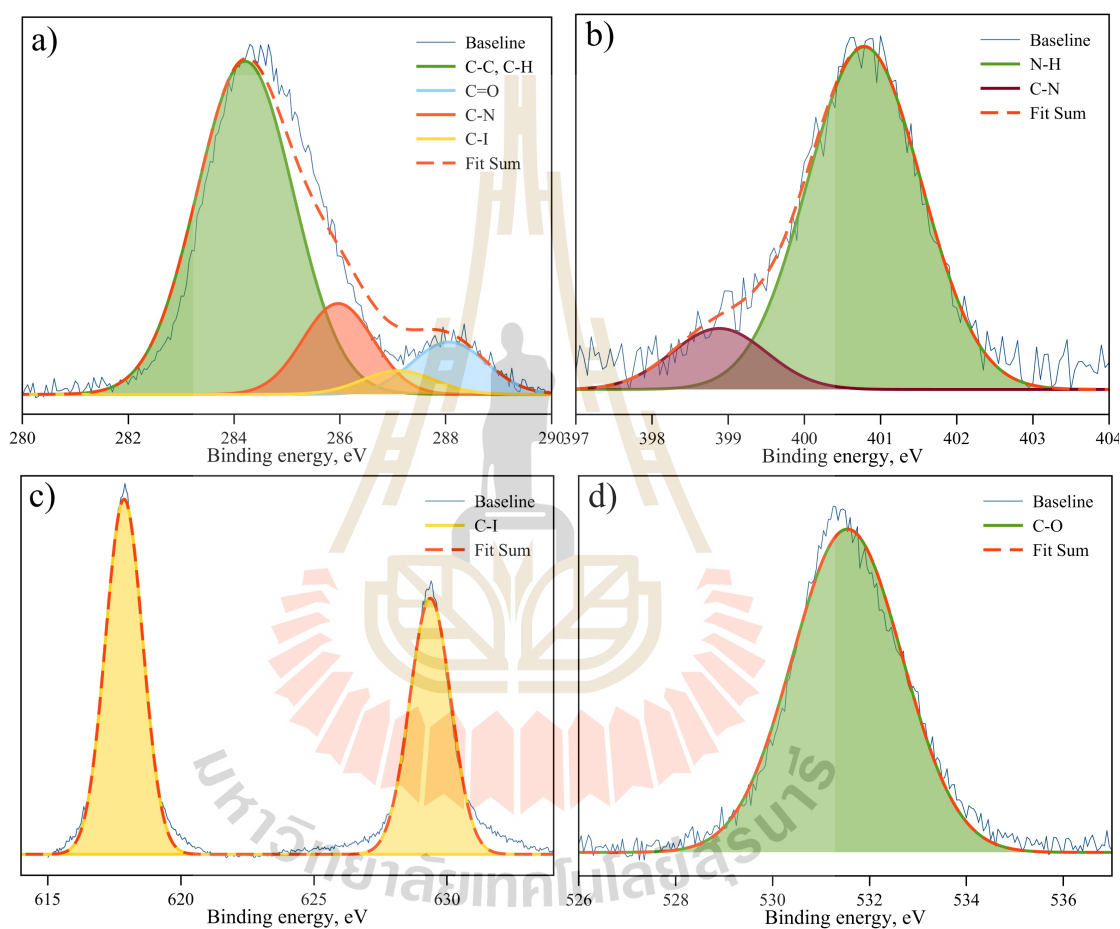 a)
Baseline
C-C, C-H
C=O
C-N
C-I
Fit Sum
280
282
284
286
288
290
Binding energy, eV
b)
Baseline
N-H
C-N
Fit Sum
397
398
399
400
401
402
403
404
Binding energy, eV
c)
Baseline
C-I
Fit Sum
615
620
625
630
Binding energy, eV
d)
Baseline
C-O
Fit Sum
526
528
530
532
534
536
Binding energy, eV
มหาวิทยาลัยเทคโนโลยีสุรนารี